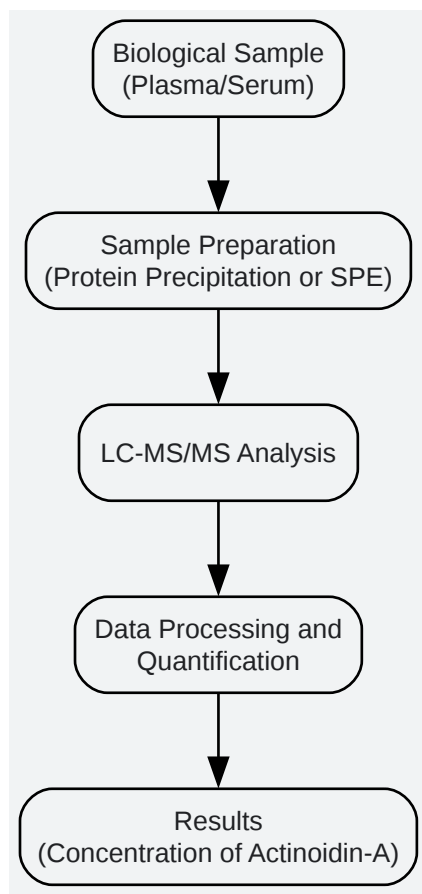 Biological Sample
(Plasma/Serum)
Sample Preparation
(Protein Precipitation or SPE)
LC-MS/MS Analysis
Data Processing and
Quantification
Results
(Concentration of Actinoidin-A)